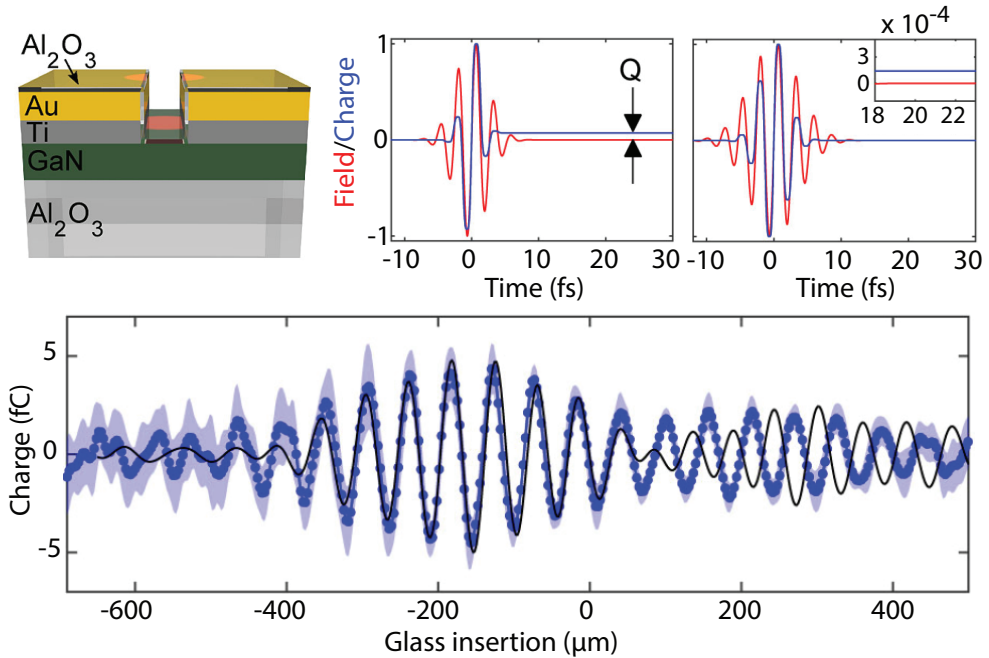 Al₂O₃
Au
Ti
GaN
Al₂O₃
Field/Charge
1
0
-1
Q
-10 0 10 20 30
Time (fs)
x 10⁻⁴
3
0
18 20 22
-10 0 10 20 30
Time (fs)
Charge (fC)
5
0
-5
-600 -400 -200 0 200 400
Glass insertion (μm)